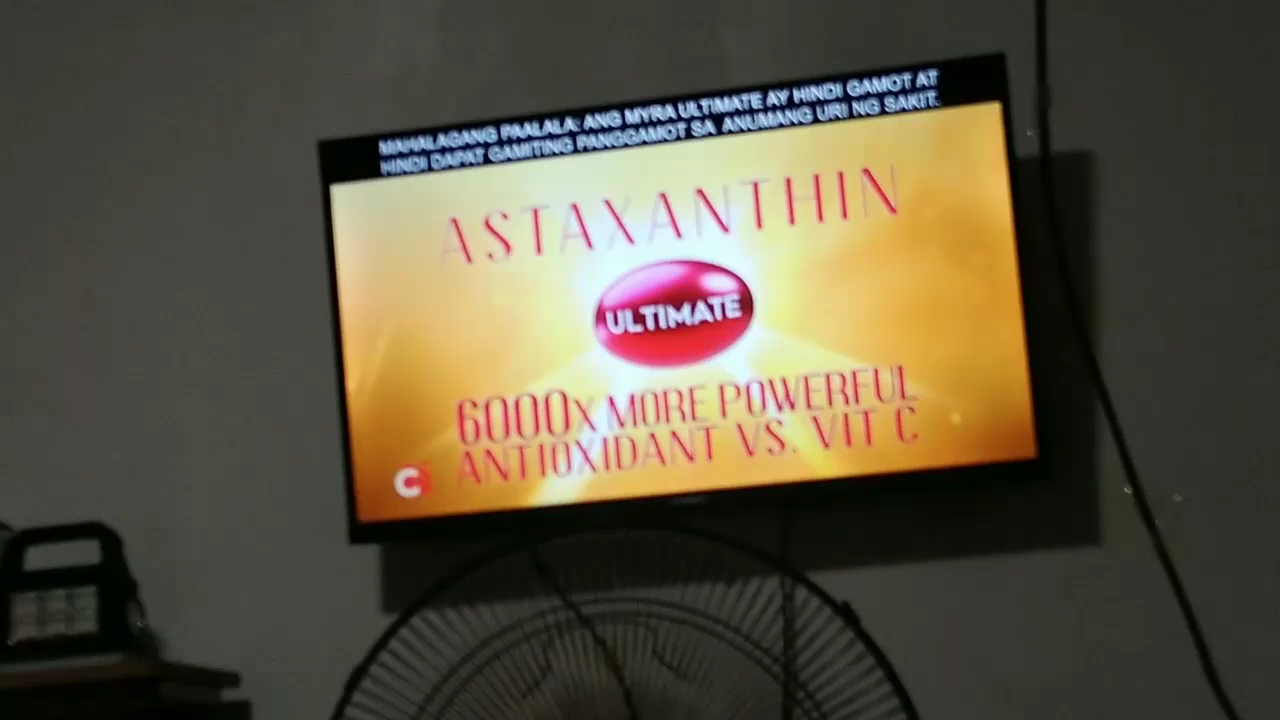 MAHALAGANG PAALALA: ANG MYRA ULTIMATE AY HINDI GAMOT AT
HINDI DAPAT GAMITING PANGGAMOT SA ANUMANG URI NG SAKIT.
ASTAXANTHIN
ULTIMATE
6000x MORE POWERFUL
ANTIOXIDANT VS. VIT C
C